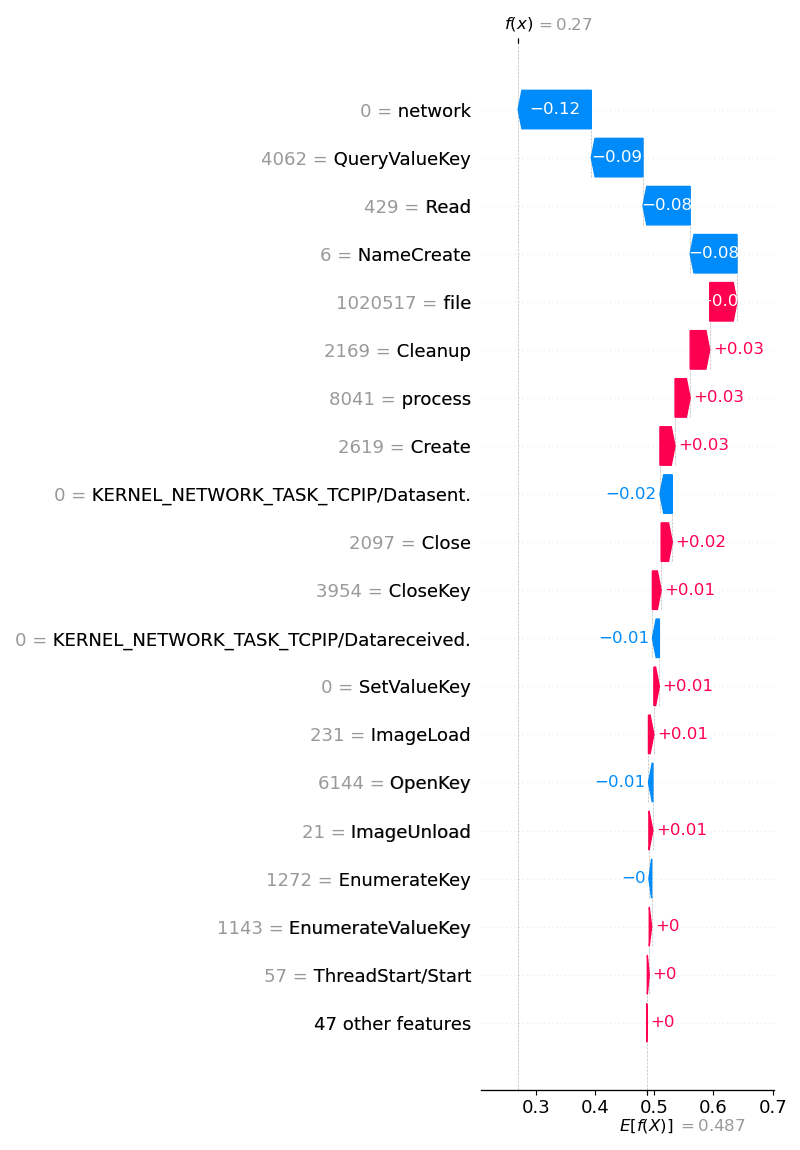 f(x) = 0.27
0 = network −0.12
4062 = QueryValueKey −0.09
429 = Read −0.08
6 = NameCreate −0.08
1020517 = file
2169 = Cleanup +0.03
8041 = process +0.03
2619 = Create +0.03
0 = KERNEL_NETWORK_TASK_TCPIP/Datasent. −0.02
2097 = Close +0.02
3954 = CloseKey +0.01
0 = KERNEL_NETWORK_TASK_TCPIP/Datareceived. −0.01
0 = SetValueKey +0.01
231 = ImageLoad +0.01
6144 = OpenKey −0.01
21 = ImageUnload +0.01
1272 = EnumerateKey −0
1143 = EnumerateValueKey +0
57 = ThreadStart/Start +0
47 other features +0
0.3 0.4 0.5 0.6 0.7
E[f(X)] = 0.487